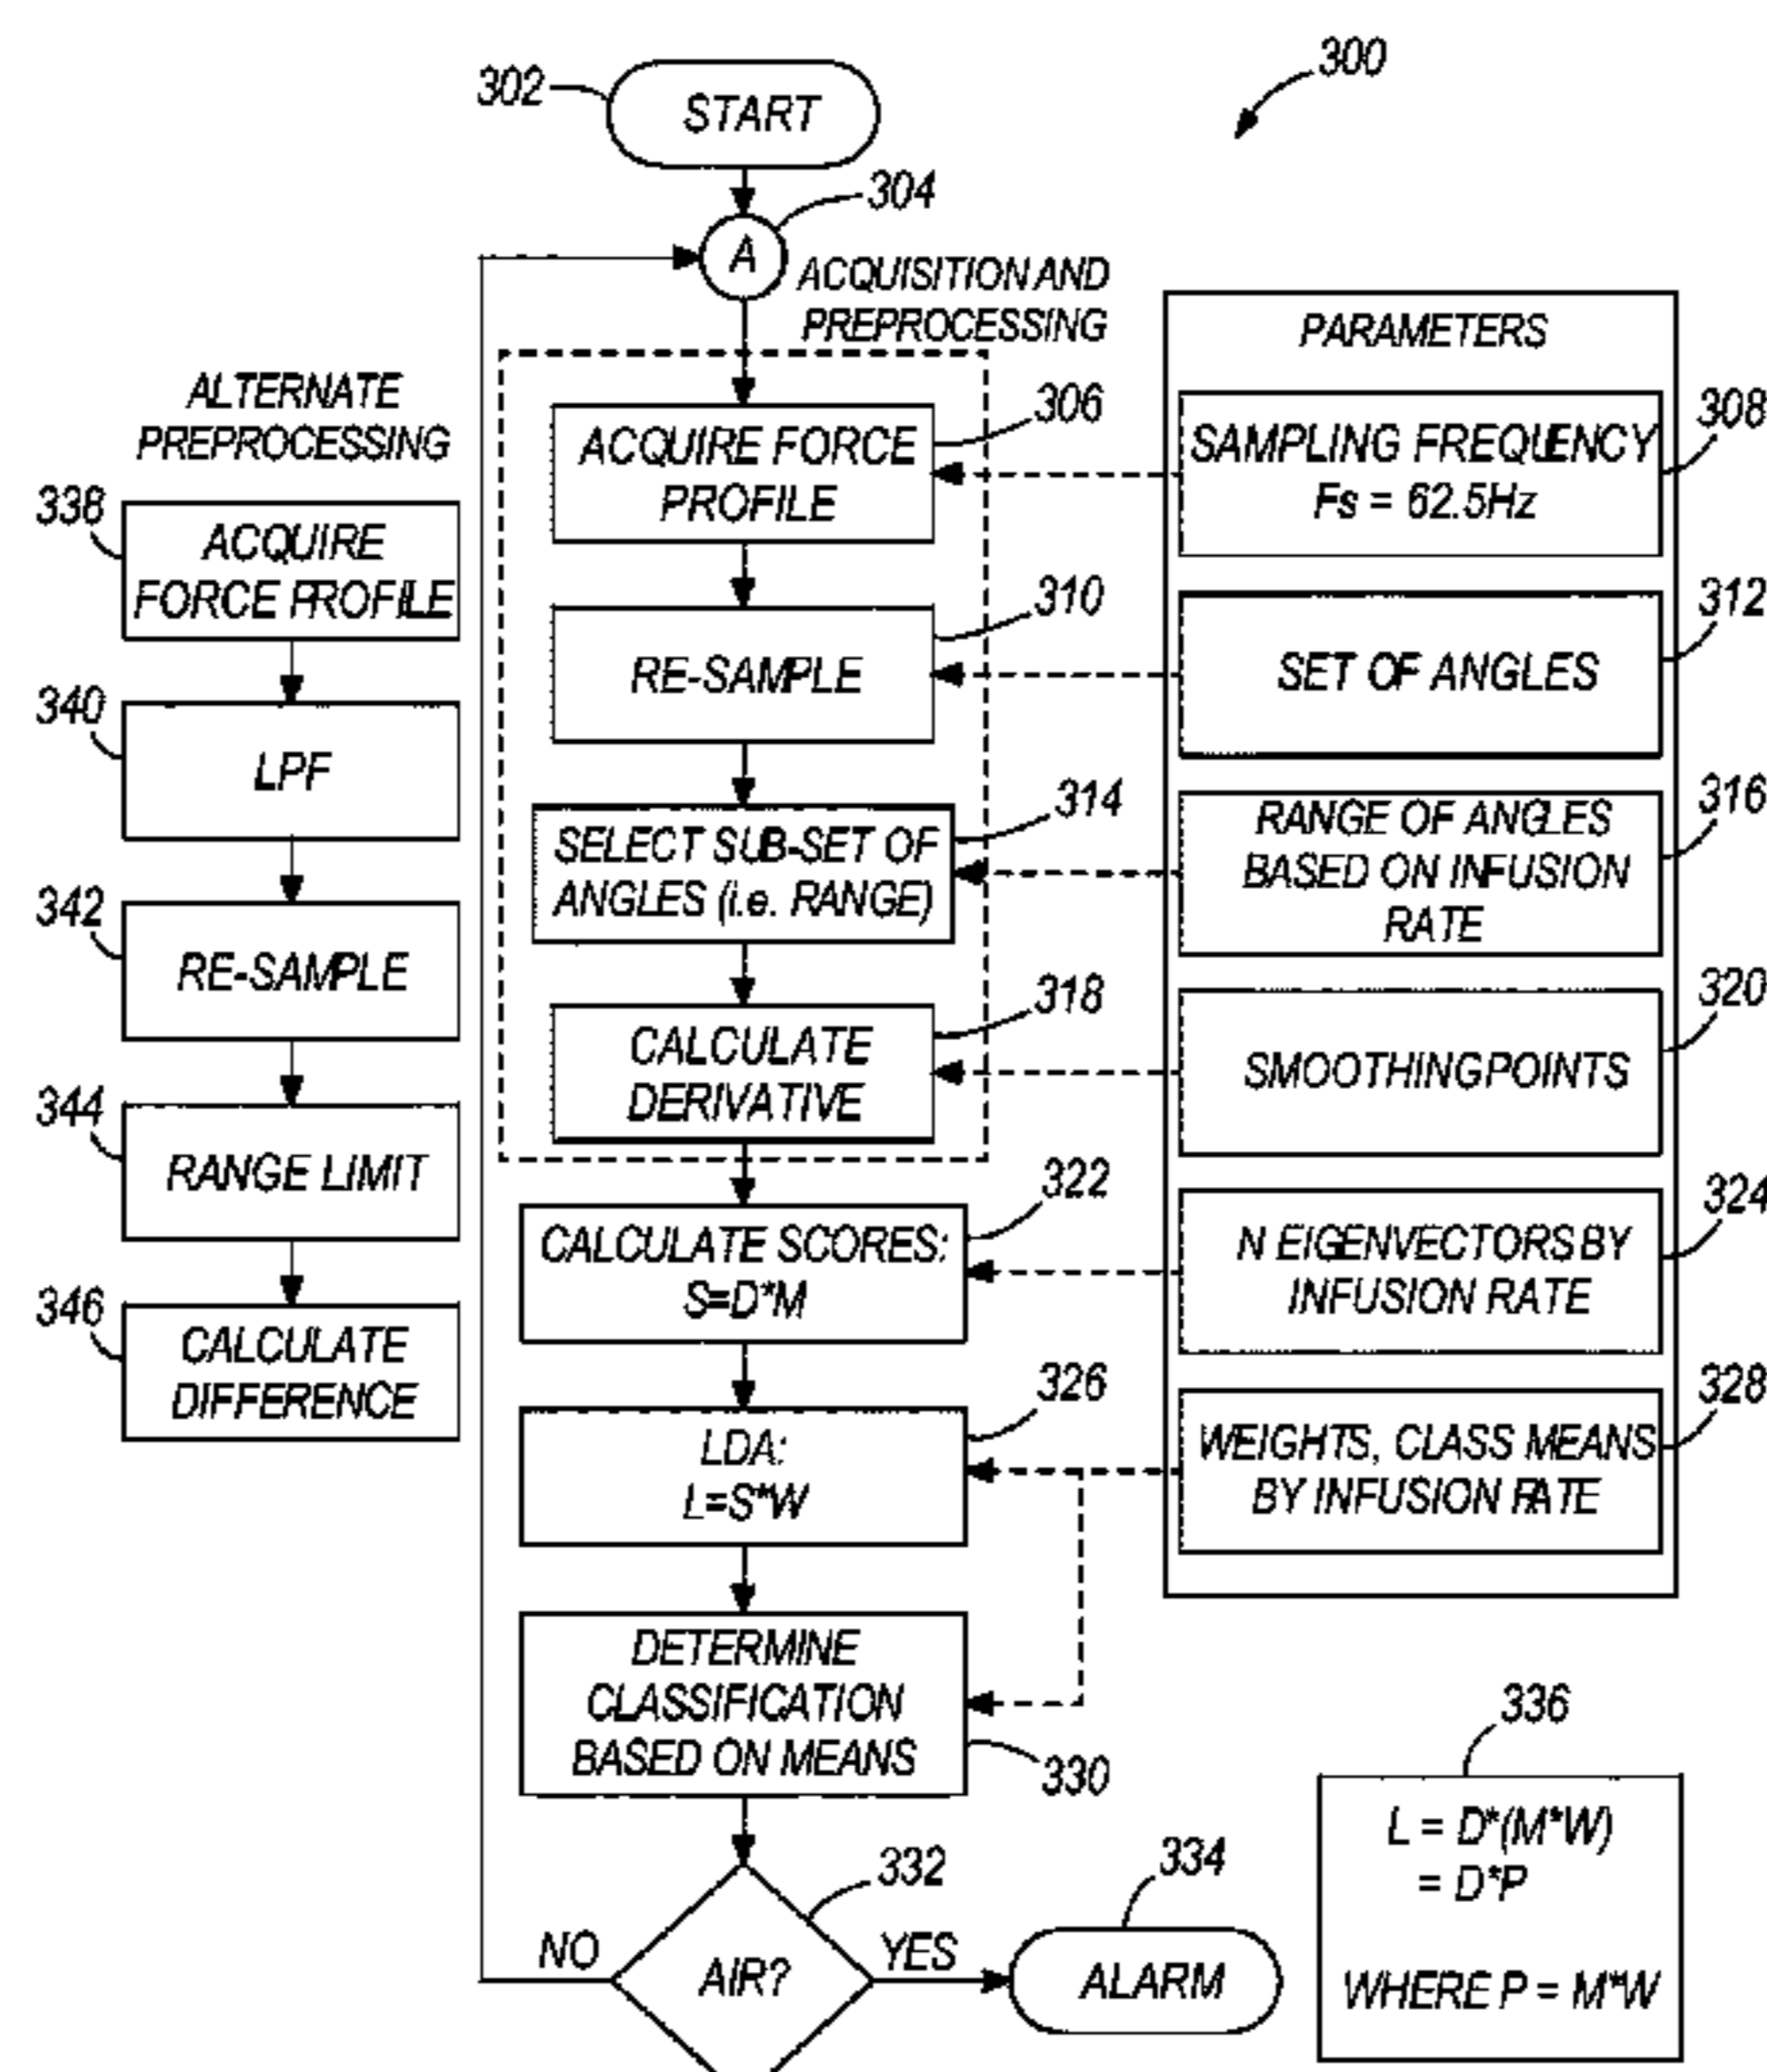 300
302
START
304
A
ACQUISITION AND
PREPROCESSING
306
ACQUIRE FORCE
PROFILE
310
RE-SAMPLE
314
SELECT SUB-SET OF
ANGLES (i.e. RANGE)
318
CALCULATE
DERIVATIVE
322
CALCULATE SCORES:
S=D*M
326
LDA:
L=S*W
DETERMINE
CLASSIFICATION
BASED ON MEANS
330
332
AIR?
NO
YES
334
ALARM
PARAMETERS
308
SAMPLING FREQUENCY
Fs = 62.5Hz
312
SET OF ANGLES
316
RANGE OF ANGLES
BASED ON INFUSION
RATE
320
SMOOTHING POINTS
324
N EIGENVECTORS BY
INFUSION RATE
328
WEIGHTS, CLASS MEANS
BY INFUSION RATE
336
L = D*(M*W)
= D*P
WHERE P = M*W
ALTERNATE
PREPROCESSING
338
ACQUIRE
FORCE PROFILE
340
LPF
342
RE-SAMPLE
344
RANGE LIMIT
346
CALCULATE
DIFFERENCE